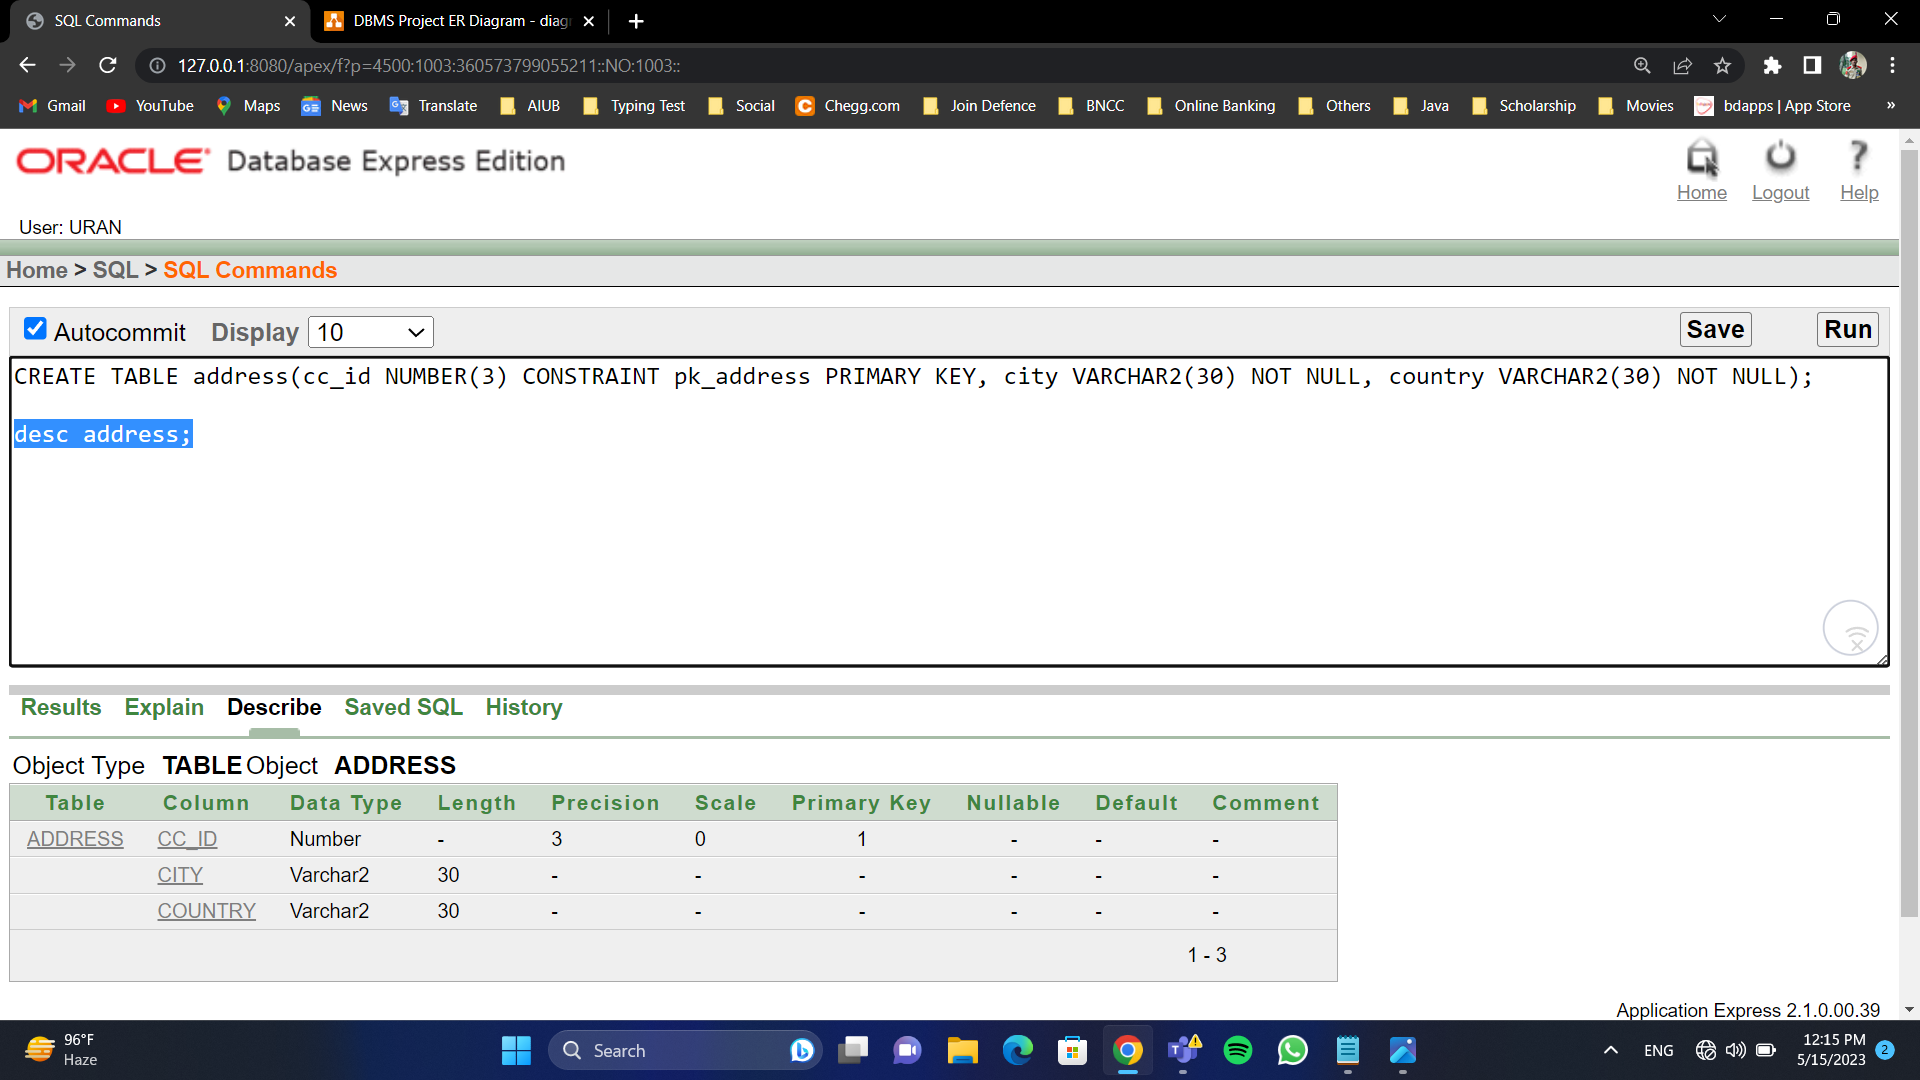 SQL Commands
DBMS Project ER Diagram - diag
127.0.0.1:8080/apex/f?p=4500:1003:360573799055211::NO:1003::
Gmail YouTube Maps News Translate AIUB Typing Test Social Chegg.com Join Defence BNCC Online Banking Others Java Scholarship Movies bdapps | App Store »
ORACLE Database Express Edition
Home Logout Help
User: URAN
Home > SQL > SQL Commands
Autocommit Display 10 Save Run
CREATE TABLE address(cc_id NUMBER(3) CONSTRAINT pk_address PRIMARY KEY, city VARCHAR2(30) NOT NULL, country VARCHAR2(30) NOT NULL);
desc address;
Results Explain Describe Saved SQL History
Object Type TABLE Object ADDRESS
Table Column Data Type Length Precision Scale Primary Key Nullable Default Comment
ADDRESS CC_ID Number - 3 0 1 - - -
CITY Varchar2 30 - - - - - -
COUNTRY Varchar2 30 - - - - - -
1 - 3
Application Express 2.1.0.00.39
96°F
Haze
Search
ENG
12:15 PM
5/15/2023
2